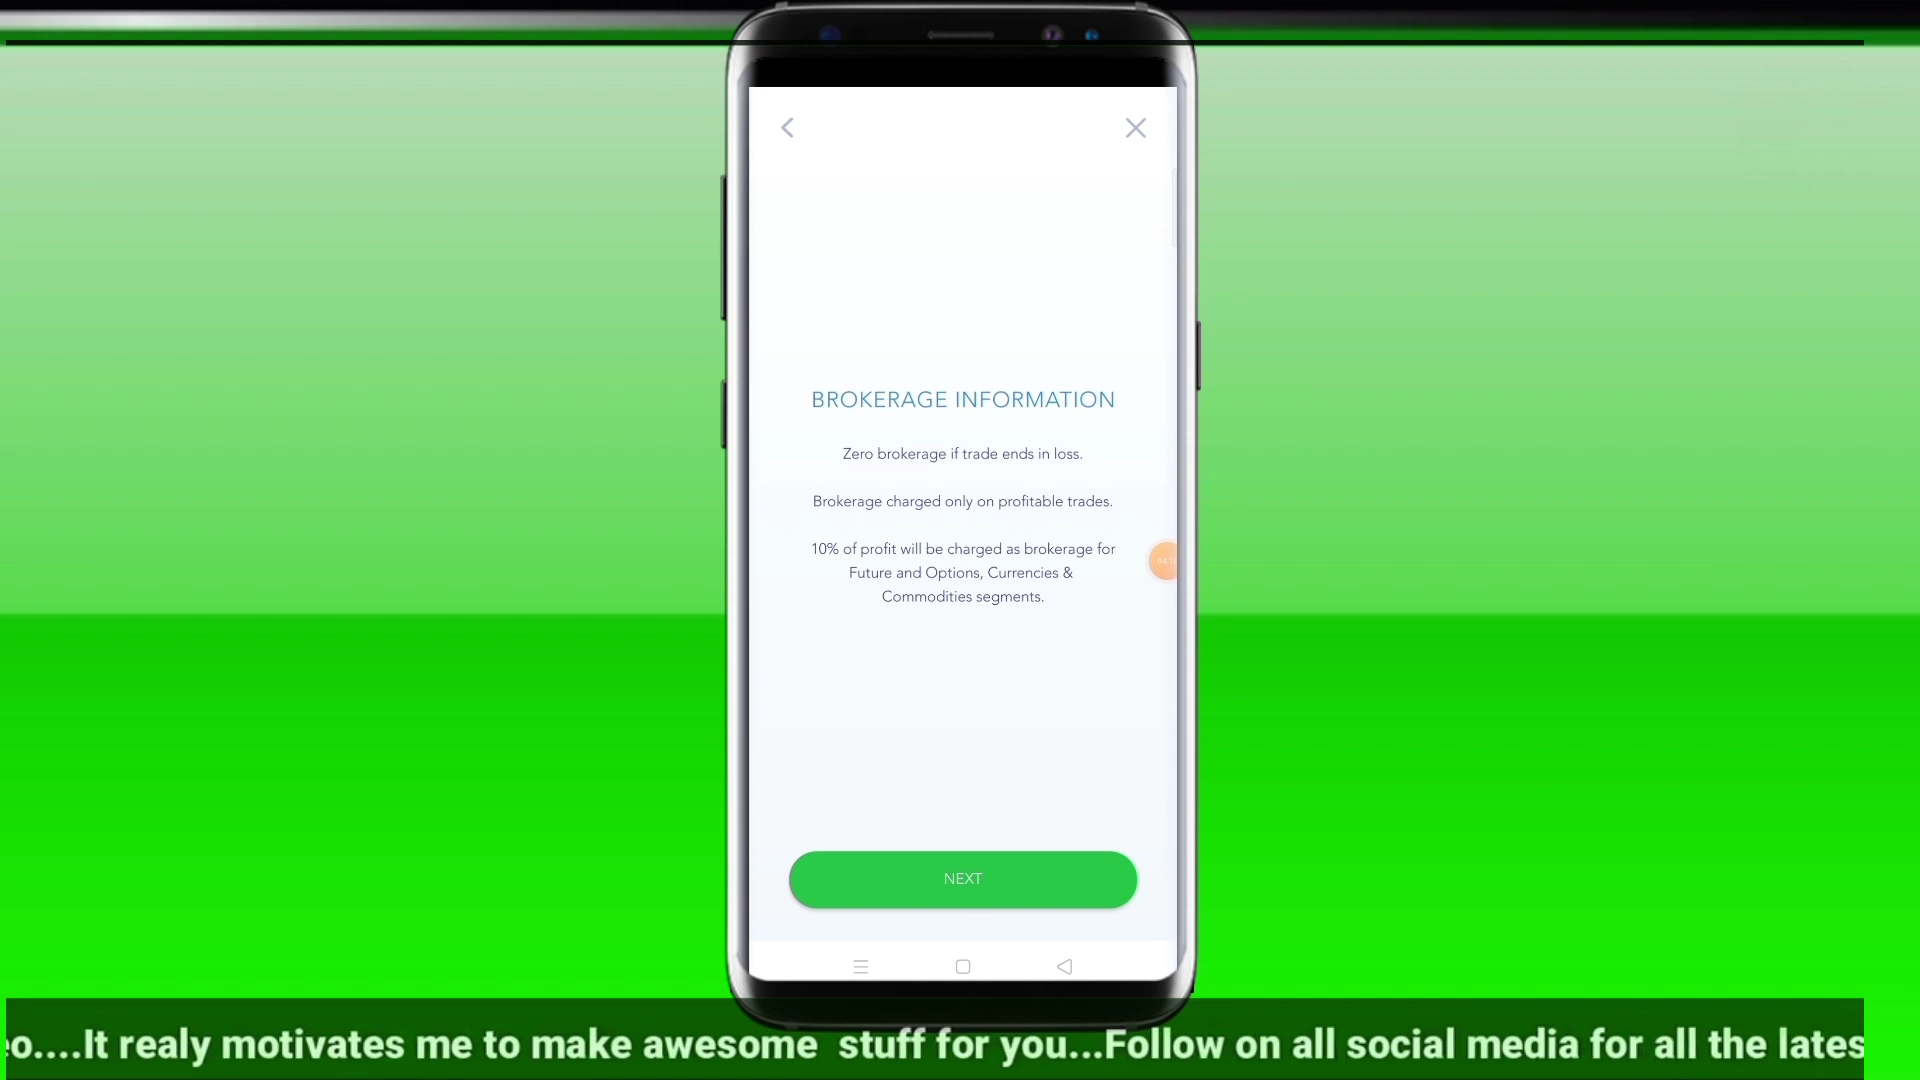 BROKERAGE INFORMATION
Zero brokerage if trade ends in loss.
Brokerage charged only on profitable trades.
10% of profit will be charged as brokerage for
Future and Options, Currencies &
Commodities segments.
NEXT
....It realy motivates me to make awesome stuff for you...Follow on all social media for all the